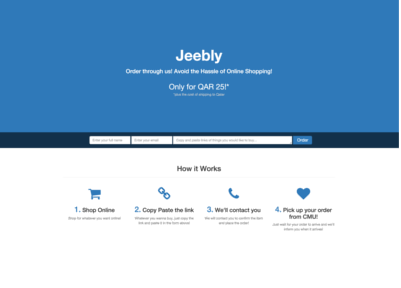 Jeebly
Order through us! Avoid the Hassle of Online Shopping!
Only for QAR 25!*
*plus the cost of shipping to Qatar
Enter your full name
Enter your email
Copy and paste links of things you would like to buy...
Order
How it Works
1. Shop Online
Shop for whatever you want online!
2. Copy Paste the link
Whatever you wanna buy, just copy the
link and paste it in the form above!
3. We'll contact you
We will contact you to confirm the item
and place the order!
4. Pick up your order
from CMU!
Just wait for your order to arrive and we'll
inform you when it arrives!